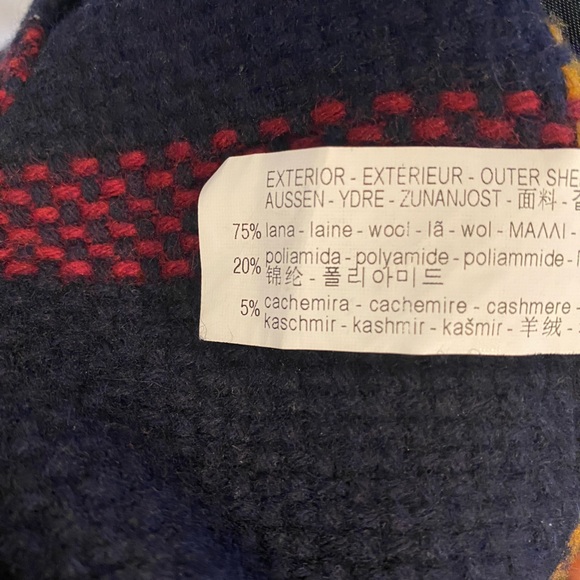 EXTERIOR - EXTÉRIEUR - OUTER SHE
AUSSEN - YDRE - ZUNANJOST - 面料 -
75% lana - laine - wool - lã - wol - ΜΑΛΛΙ -
20% poliamida - polyamide - poliammide -
锦纶 - 폴리아미드
5% cachemira - cachemire - cashmere -
kaschmir - kashmir - kašmir - 羊绒 -